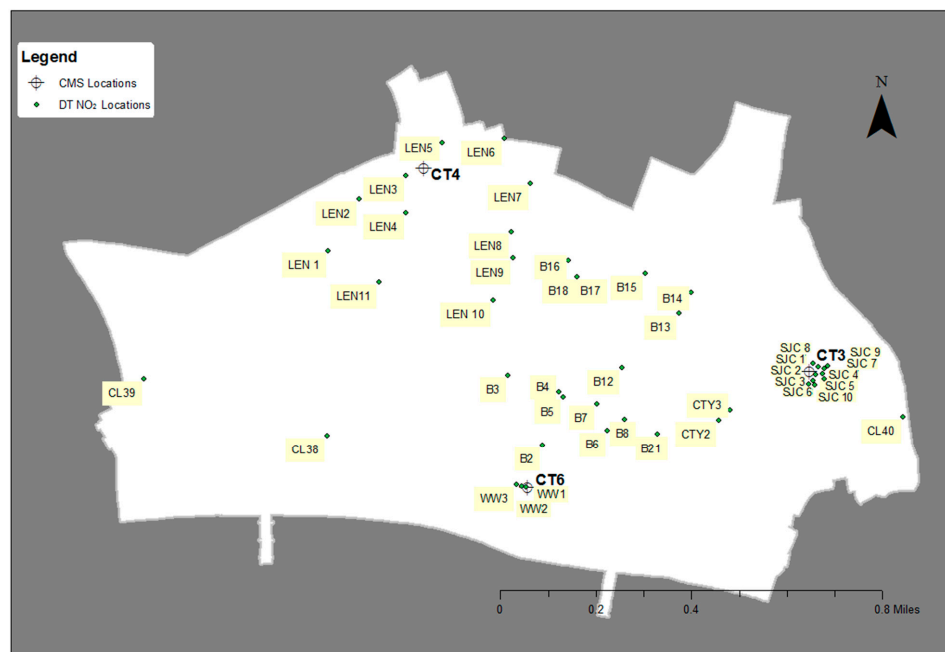 Legend
CMS Locations
DT NO₂ Locations
N
LEN5
LEN6
CT4
LEN3
LEN7
LEN2
LEN4
LEN8
LEN 1
LEN9
B16
LEN11
B18 B17
B15
B14
LEN 10
B13
SJC 8
CT3
SJC 9
SJC 1
SJC 7
SJC 2
SJC 4
SJC 3
SJC 5
SJC 6
SJC 10
CL39
B3
B4
B12
B5
B7
CTY3
CL40
CL38
B6
B8
B21
CTY2
B2
CT6
WW3
WW1
WW2
0 0.2 0.4 0.8 Miles